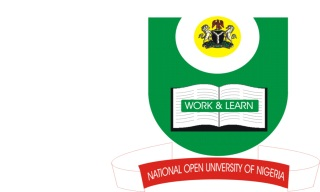 WORK & LEARN
NATIONAL OPEN UNIVERSITY OF NIGERIA